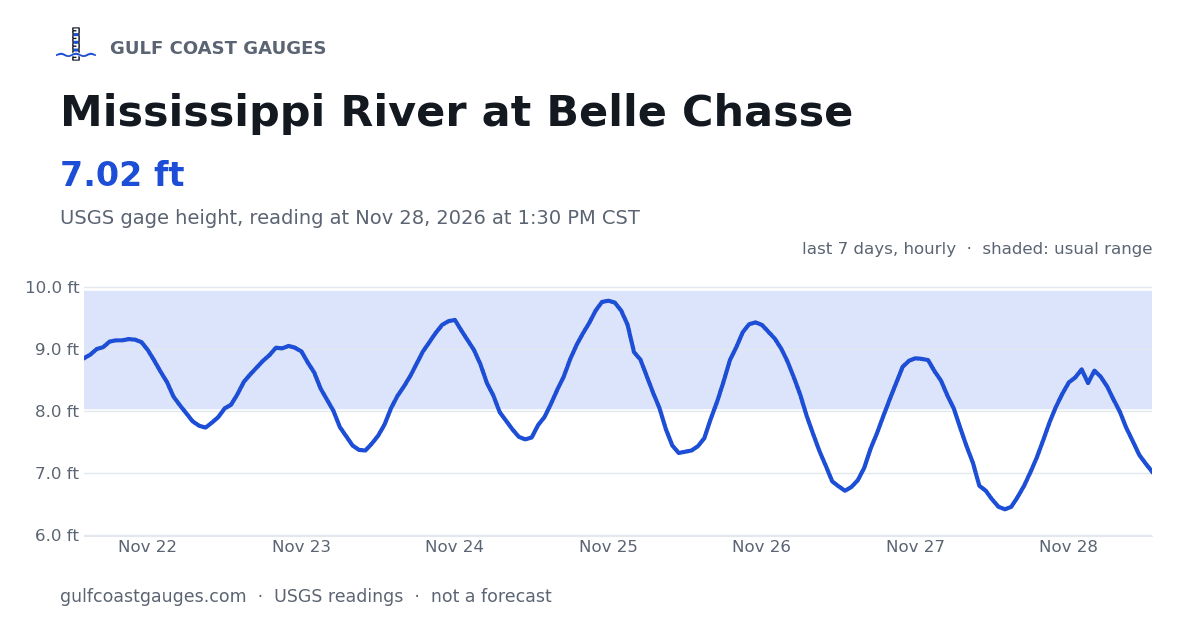 GULF COAST GAUGES
Mississippi River at Belle Chasse
7.02 ft
USGS gage height, reading at Nov 28, 2026 at 1:30 PM CST
last 7 days, hourly · shaded: usual range
10.0 ft
9.0 ft
8.0 ft
7.0 ft
6.0 ft
Nov 22 Nov 23 Nov 24 Nov 25 Nov 26 Nov 27 Nov 28
gulfcoastgauges.com · USGS readings · not a forecast